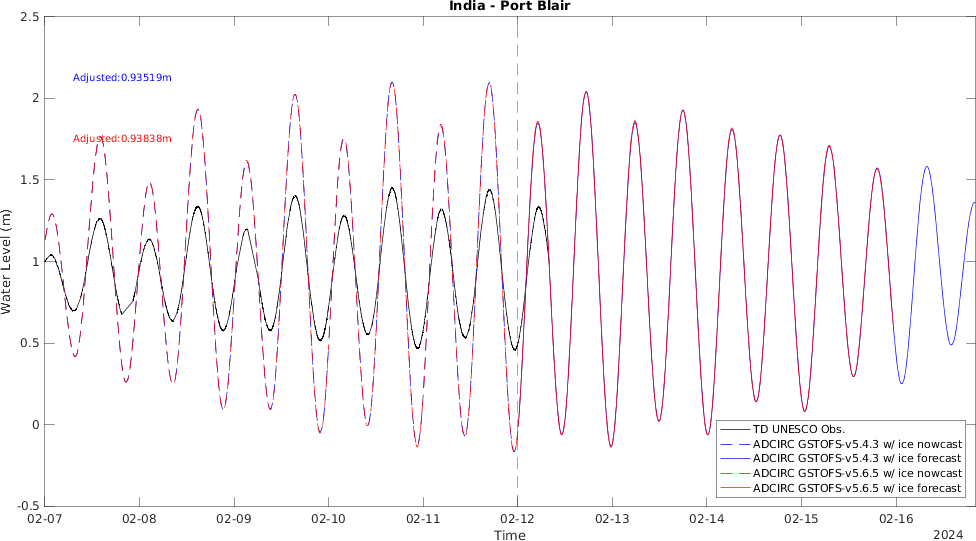 India - Port Blair
2.5
2
1.5
1
0.5
0
-0.5
Water Level (m)
Adjusted:0.93519m
Adjusted:0.93838m
TD UNESCO Obs.
ADCIRC GSTOFS-v5.4.3 w/ ice nowcast
ADCIRC GSTOFS-v5.4.3 w/ ice forecast
ADCIRC GSTOFS-v5.6.5 w/ ice nowcast
ADCIRC GSTOFS-v5.6.5 w/ ice forecast
02-07 02-08 02-09 02-10 02-11 02-12 02-13 02-14 02-15 02-16
Time
2024